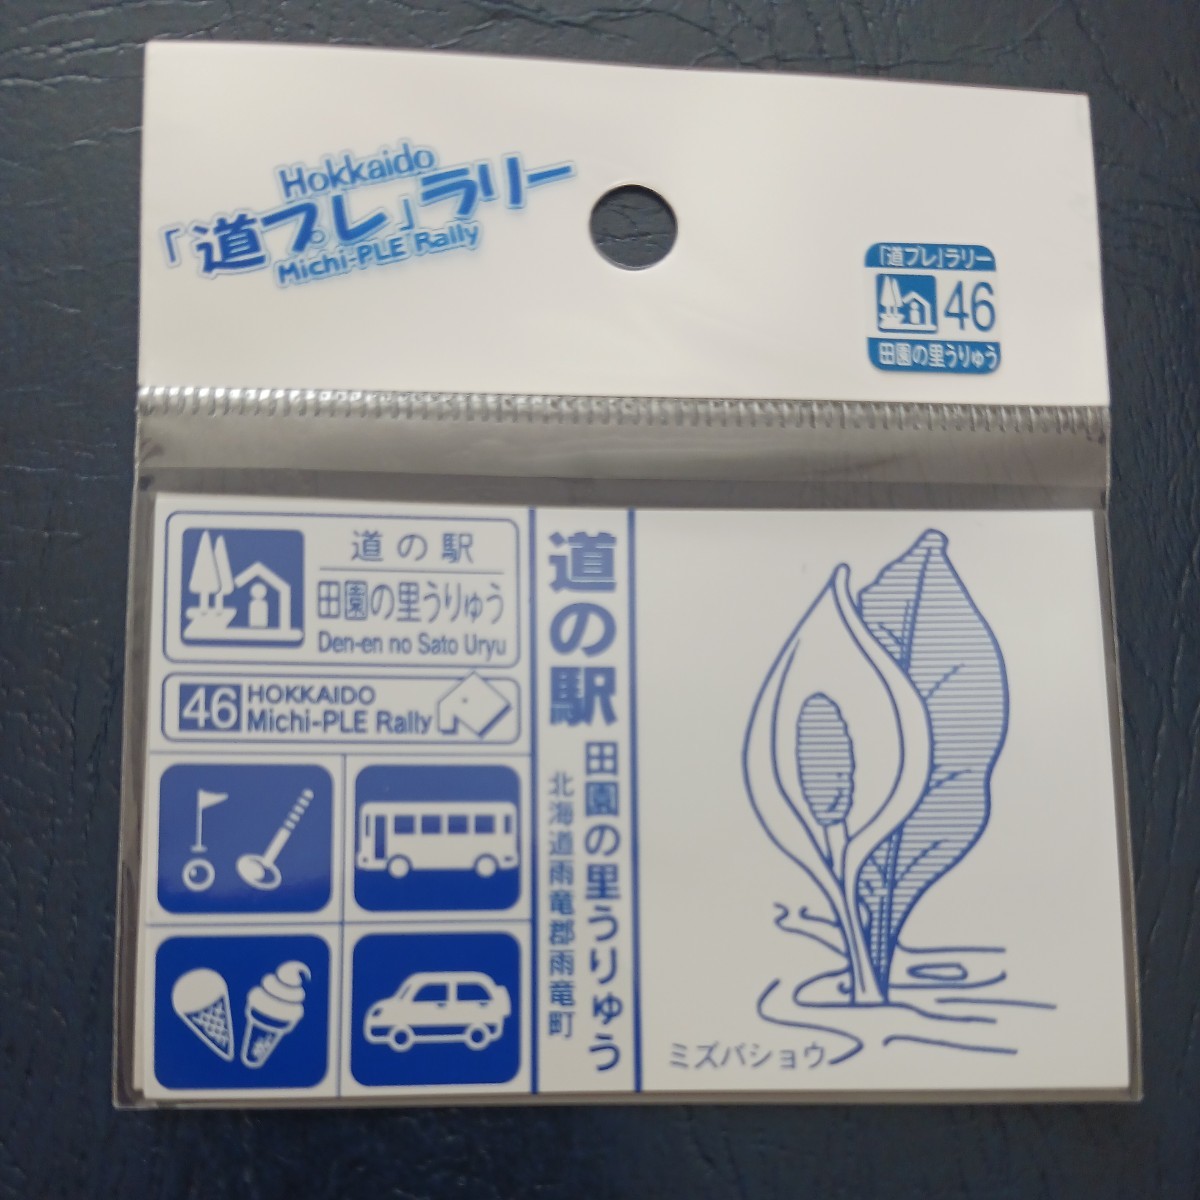 Hokkaido
「道プレ」ラリー
Michi-PLE Rally
「道プレ」ラリー
46
田園の里うりゅう
道の駅
田園の里うりゅう
Den-en no Sato Uryu
46 HOKKAIDO
Michi-PLE Rally
道の駅 田園の里うりゅう
北海道雨竜郡雨竜町
ミズバショウ